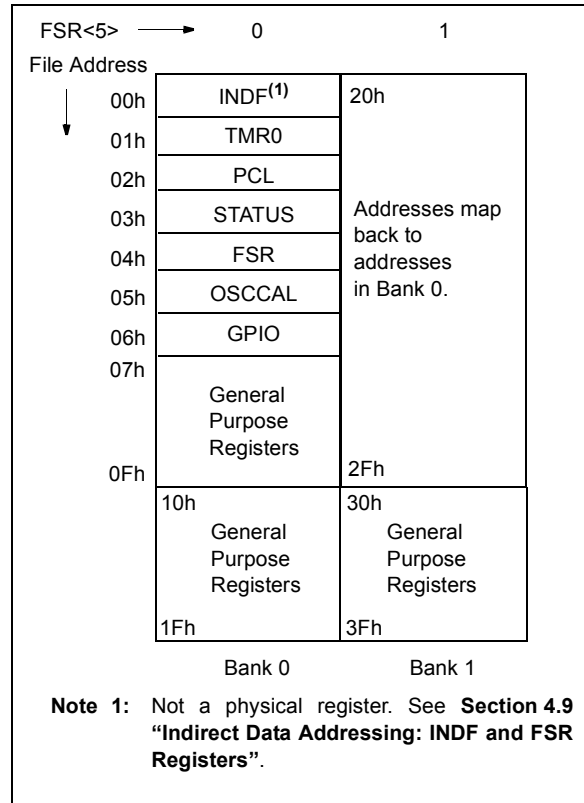 FSR<5> 0 1
File Address
00h INDF(1) 20h
01h TMR0
02h PCL
03h STATUS Addresses map
back to
04h FSR addresses
05h OSCCAL in Bank 0.
06h GPIO
07h
General
Purpose
Registers
0Fh 2Fh
10h 30h
General General
Purpose Purpose
Registers Registers
1Fh 3Fh
Bank 0 Bank 1
Note 1: Not a physical register. See Section 4.9
“Indirect Data Addressing: INDF and FSR
Registers”.